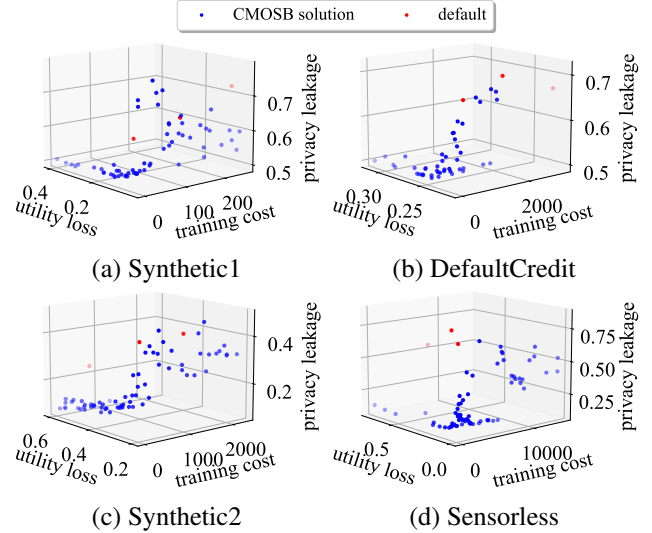 CMOSB solution default
0.7
0.6
0.5
privacy leakage
0.4
0.2
utility loss
0
100
200
training cost
(a) Synthetic1
0.7
0.6
0.5
privacy leakage
0.30
0.25
utility loss
0
2000
training cost
(b) DefaultCredit
0.4
0.2
privacy leakage
0.6
0.4
0.2
utility loss
0
1000
2000
training cost
(c) Synthetic2
0.75
0.50
0.25
privacy leakage
0.5
0.0
utility loss
0
10000
training cost
(d) Sensorless